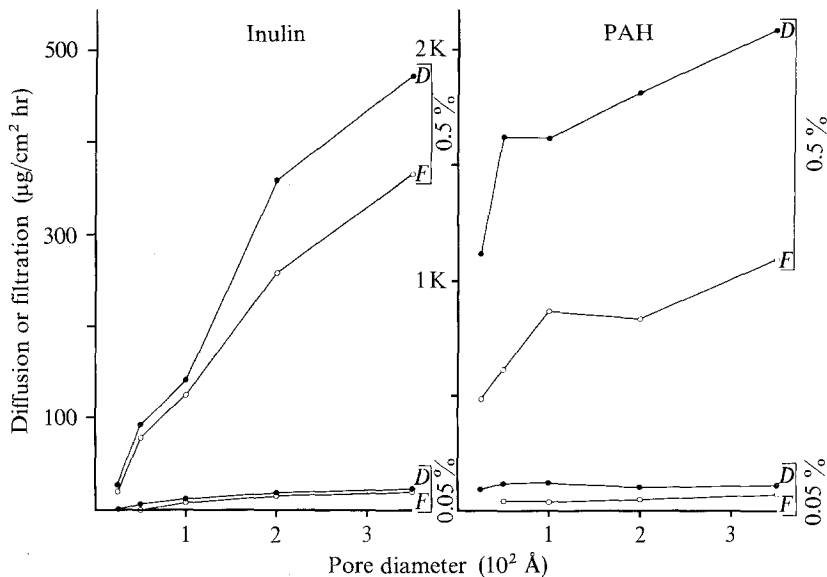 Inulin
PAH
500
300
100
2K
1K
Diffusion or filtration (μg/cm² hr)
D
F
0.5 %
D
F
0.05 %
D
F
0.5 %
D
F
0.05 %
1 2 3
1 2 3
Pore diameter (10² Å)